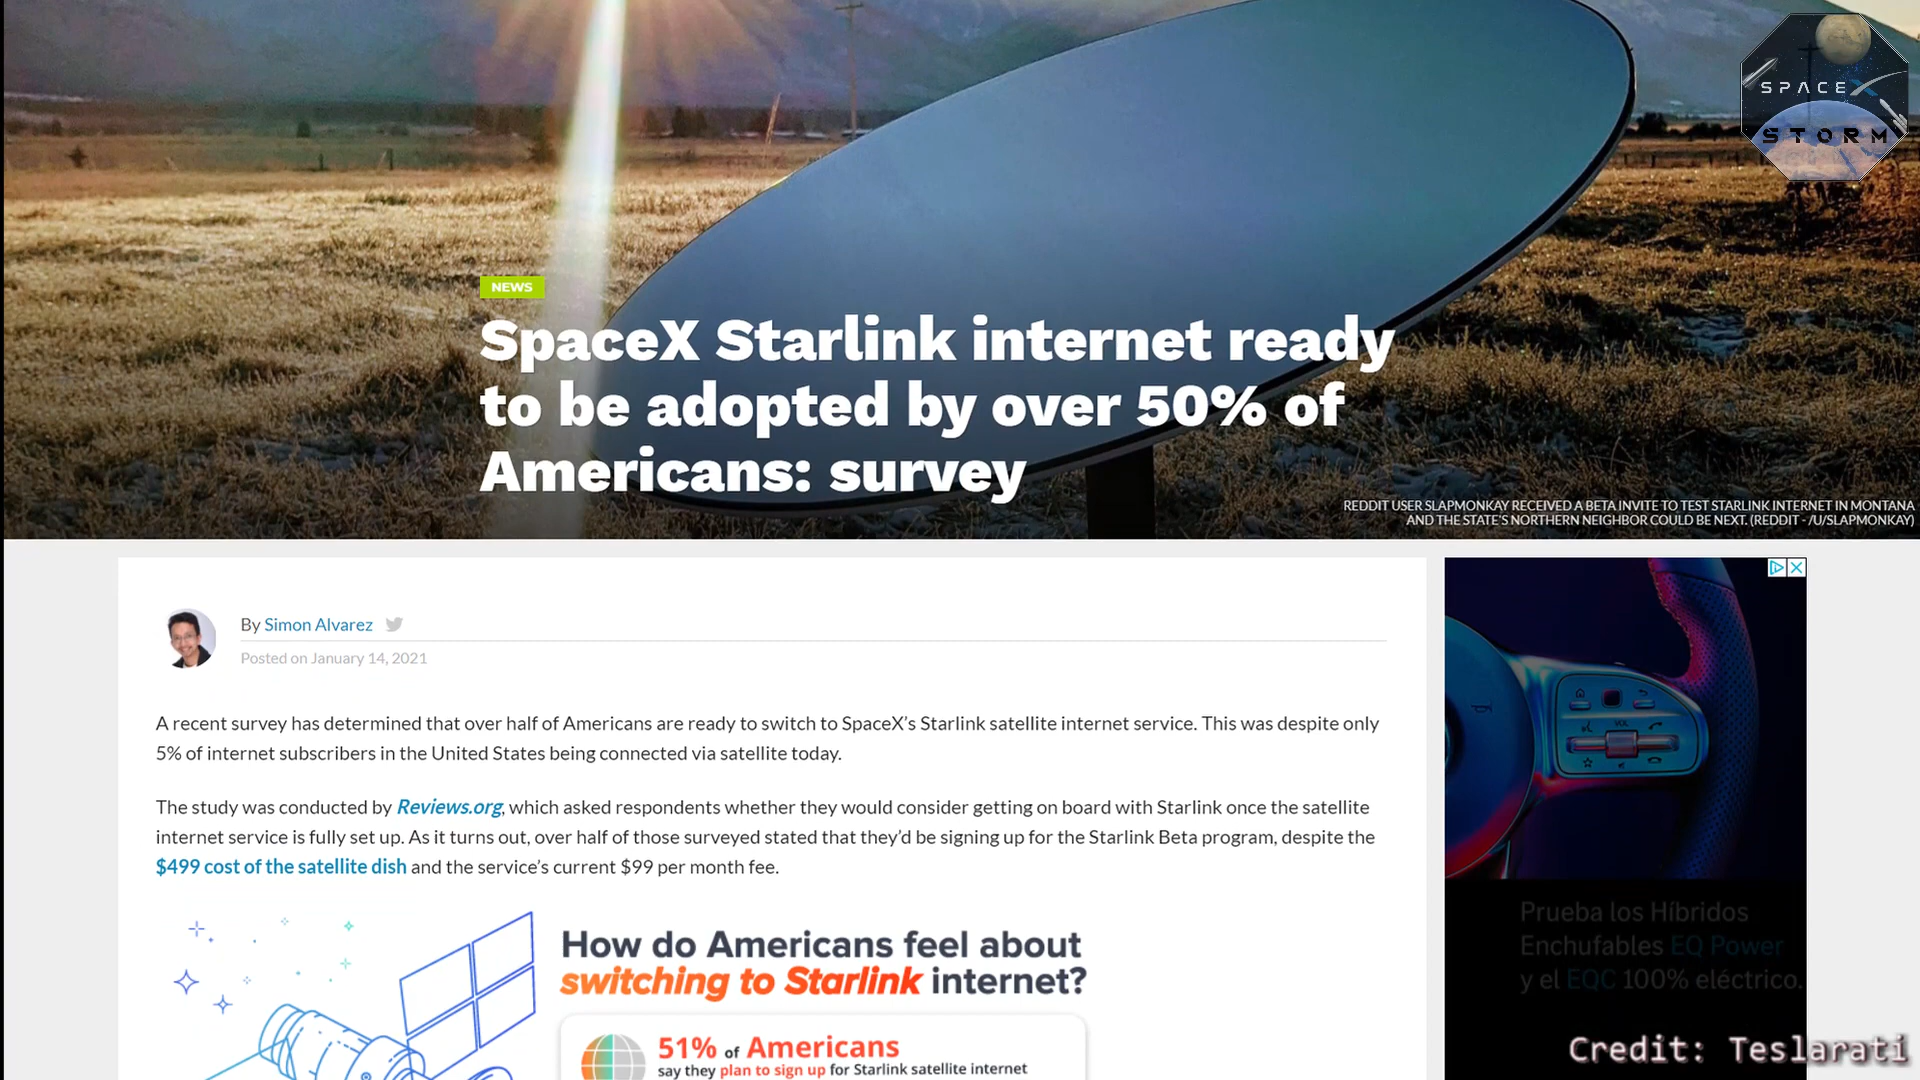 SPACEX
STORM
NEWS
SpaceX Starlink internet ready
to be adopted by over 50% of
Americans: survey
REDDIT USER SLAPMONKAY RECEIVED A BETA INVITE TO TEST STARLINK INTERNET IN MONTANA
AND THE STATE'S NORTHERN NEIGHBOR COULD BE NEXT. (REDDIT - /U/SLAPMONKAY)
By Simon Alvarez
Posted on January 14, 2021
A recent survey has determined that over half of Americans are ready to switch to SpaceX's Starlink satellite internet service. This was despite only
5% of internet subscribers in the United States being connected via satellite today.
The study was conducted by Reviews.org, which asked respondents whether they would consider getting on board with Starlink once the satellite
internet service is fully set up. As it turns out, over half of those surveyed stated that they'd be signing up for the Starlink Beta program, despite the
$499 cost of the satellite dish and the service's current $99 per month fee.
How do Americans feel about
switching to Starlink internet?
51% of Americans
say they plan to sign up for Starlink satellite internet
VOL
Prueba los Híbridos
Enchufables EQ Power
y el EQC 100% eléctrico.
Credit: Teslarati